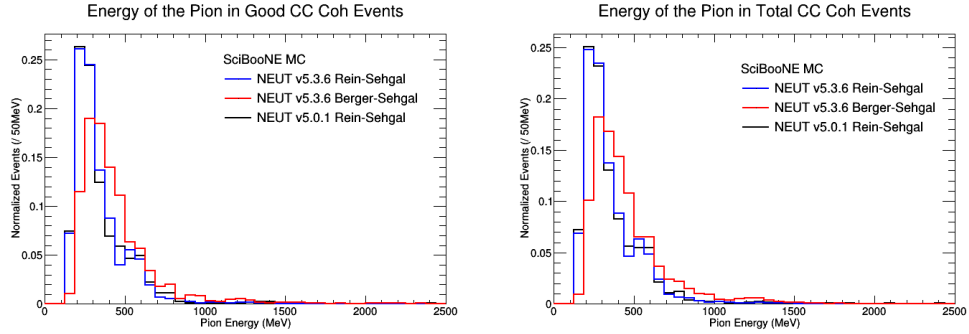 Energy of the Pion in Good CC Coh Events
Normalized Events (/ 50MeV)
0.25
0.2
0.15
0.1
0.05
0
SciBooNE MC
NEUT v5.3.6 Rein-Sehgal
NEUT v5.3.6 Berger-Sehgal
NEUT v5.0.1 Rein-Sehgal
0 500 1000 1500 2000 2500
Pion Energy (MeV)
Energy of the Pion in Total CC Coh Events
Normalized Events (/ 50MeV)
0.25
0.2
0.15
0.1
0.05
0
SciBooNE MC
NEUT v5.3.6 Rein-Sehgal
NEUT v5.3.6 Berger-Sehgal
NEUT v5.0.1 Rein-Sehgal
0 500 1000 1500 2000 2500
Pion Energy (MeV)